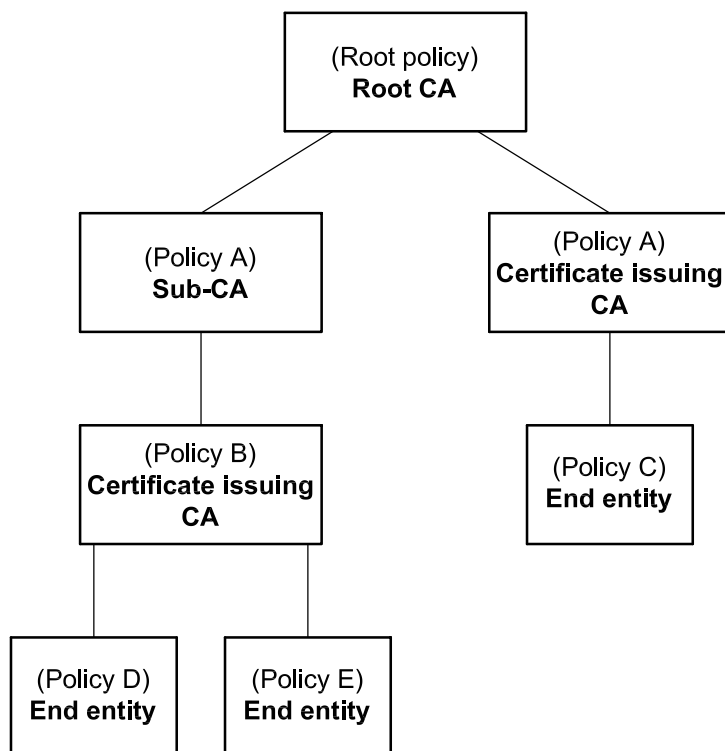 (Root policy)
Root CA
(Policy A)
Sub-CA
(Policy A)
Certificate issuing
CA
(Policy B)
Certificate issuing
CA
(Policy C)
End entity
(Policy D)
End entity
(Policy E)
End entity